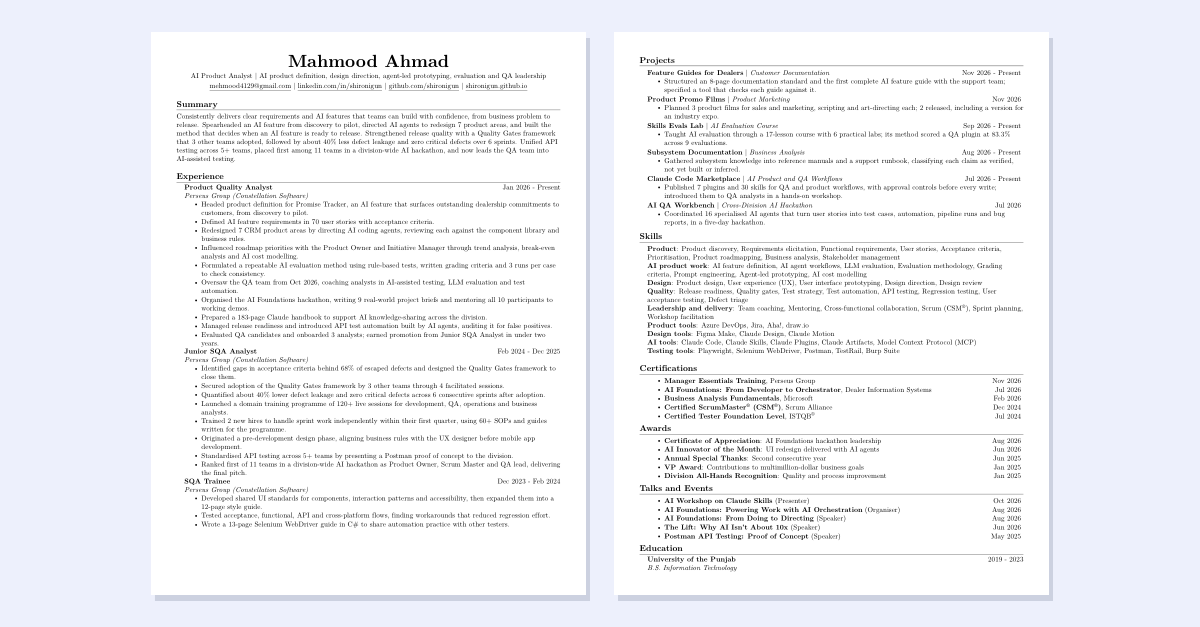 Mahmood Ahmad
AI Product Analyst | AI product definition, design direction, agent-led prototyping, evaluation and QA leadership
mehmood4129@gmail.com | linkedin.com/in/shironigun | github.com/shironigun | shironigun.github.io
Summary
Consistently delivers clear requirements and AI features that teams can build with confidence, from business problem to
release. Spearheaded an AI feature from discovery to pilot, directed AI agents to redesign 7 product areas, and built the
method that decides when an AI feature is ready to release. Strengthened release quality with a Quality Gates framework
that 3 other teams adopted, followed by about 40% less defect leakage and zero critical defects over 6 sprints. Unified API
testing across 5+ teams, placed first among 11 teams in a division-wide AI hackathon, and now leads the QA team into
AI-assisted testing.
Experience
Product Quality Analyst Jan 2026 - Present
Perseus Group (Constellation Software)
• Headed product definition for Promise Tracker, an AI feature that surfaces outstanding dealership commitments to
customers, from discovery to pilot.
• Defined AI feature requirements in 70 user stories with acceptance criteria.
• Redesigned 7 CRM product areas by directing AI coding agents, reviewing each against the component library and
business rules.
• Influenced roadmap priorities with the Product Owner and Initiative Manager through trend analysis, break-even
analysis and AI cost modelling.
• Formulated a repeatable AI evaluation method using rule-based tests, written grading criteria and 3 runs per case
to check consistency.
• Oversaw the QA team from Oct 2026, coaching analysts in AI-assisted testing, LLM evaluation and test
automation.
• Organised the AI Foundations hackathon, writing 9 real-world project briefs and mentoring all 10 participants to
working demos.
• Prepared a 183-page Claude handbook to support AI knowledge-sharing across the division.
• Managed release readiness and introduced API test automation built by AI agents, auditing it for false positives.
• Evaluated QA candidates and onboarded 3 analysts; earned promotion from Junior SQA Analyst in under two
years.
Junior SQA Analyst Feb 2024 - Dec 2025
Perseus Group (Constellation Software)
• Identified gaps in acceptance criteria behind 68% of escaped defects and designed the Quality Gates framework to
close them.
• Secured adoption of the Quality Gates framework by 3 other teams through 4 facilitated sessions.
• Quantified about 40% lower defect leakage and zero critical defects across 6 consecutive sprints after adoption.
• Launched a domain training programme of 120+ live sessions for development, QA, operations and business
analysts.
• Trained 2 new hires to handle sprint work independently within their first quarter, using 60+ SOPs and guides
written for the programme.
• Originated a pre-development design phase, aligning business rules with the UX designer before mobile app
development.
• Standardised API testing across 5+ teams by presenting a Postman proof of concept to the division.
• Ranked first of 11 teams in a division-wide AI hackathon as Product Owner, Scrum Master and QA lead, delivering
the final pitch.
SQA Trainee Dec 2023 - Feb 2024
Perseus Group (Constellation Software)
• Developed shared UI standards for components, interaction patterns and accessibility, then expanded them into a
12-page style guide.
• Tested acceptance, functional, API and cross-platform flows, finding workarounds that reduced regression effort.
• Wrote a 13-page Selenium WebDriver guide in C# to share automation practice with other testers.
Projects
Feature Guides for Dealers | Customer Documentation Nov 2026 - Present
• Structured an 8-page documentation standard and the first complete AI feature guide with the support team;
specified a tool that checks each guide against it.
Product Promo Films | Product Marketing Nov 2026
• Planned 3 product films for sales and marketing, scripting and art-directing each; 2 released, including a version for
an industry expo.
Skills Evals Lab | AI Evaluation Course Sep 2026 - Present
• Taught AI evaluation through a 17-lesson course with 6 practical labs; its method scored a QA plugin at 83.3%
across 9 evaluations.
Subsystem Documentation | Business Analysis Aug 2026 - Present
• Gathered subsystem knowledge into reference manuals and a support runbook, classifying each claim as verified,
not yet built or inferred.
Claude Code Marketplace | AI Product and QA Workflows Jul 2026 - Present
• Published 7 plugins and 30 skills for QA and product workflows, with approval controls before every write;
introduced them to QA analysts in a hands-on workshop.
AI QA Workbench | Cross-Division AI Hackathon Jul 2026
• Coordinated 16 specialised AI agents that turn user stories into test cases, automation, pipeline runs and bug
reports, in a five-day hackathon.
Skills
Product: Product discovery, Requirements elicitation, Functional requirements, User stories, Acceptance criteria,
Prioritisation, Product roadmapping, Business analysis, Stakeholder management
AI product work: AI feature definition, AI agent workflows, LLM evaluation, Evaluation methodology, Grading
criteria, Prompt engineering, Agent-led prototyping, AI cost modelling
Design: Product design, User experience (UX), User interface prototyping, Design direction, Design review
Quality: Release readiness, Quality gates, Test strategy, Test automation, API testing, Regression testing, User
acceptance testing, Defect triage
Leadership and delivery: Team coaching, Mentoring, Cross-functional collaboration, Scrum (CSM®), Sprint planning,
Workshop facilitation
Product tools: Azure DevOps, Jira, Aha!, draw.io
Design tools: Figma Make, Claude Design, Claude Motion
AI tools: Claude Code, Claude Skills, Claude Plugins, Claude Artifacts, Model Context Protocol (MCP)
Testing tools: Playwright, Selenium WebDriver, Postman, TestRail, Burp Suite
Certifications
• Manager Essentials Training, Perseus Group Nov 2026
• AI Foundations: From Developer to Orchestrator, Dealer Information Systems Jul 2026
• Business Analysis Fundamentals, Microsoft Feb 2026
• Certified ScrumMaster® (CSM®), Scrum Alliance Dec 2024
• Certified Tester Foundation Level, ISTQB® Jul 2024
Awards
• Certificate of Appreciation: AI Foundations hackathon leadership Aug 2026
• AI Innovator of the Month: UI redesign delivered with AI agents Jun 2026
• Annual Special Thanks: Second consecutive year Jun 2025
• VP Award: Contributions to multimillion-dollar business goals Jan 2025
• Division All-Hands Recognition: Quality and process improvement Jan 2025
Talks and Events
• AI Workshop on Claude Skills (Presenter) Oct 2026
• AI Foundations: Powering Work with AI Orchestration (Organiser) Aug 2026
• AI Foundations: From Doing to Directing (Speaker) Aug 2026
• The Lift: Why AI Isn't About 10x (Speaker) Jun 2026
• Postman API Testing: Proof of Concept (Speaker) May 2025
Education
University of the Punjab 2019 - 2023
B.S. Information Technology